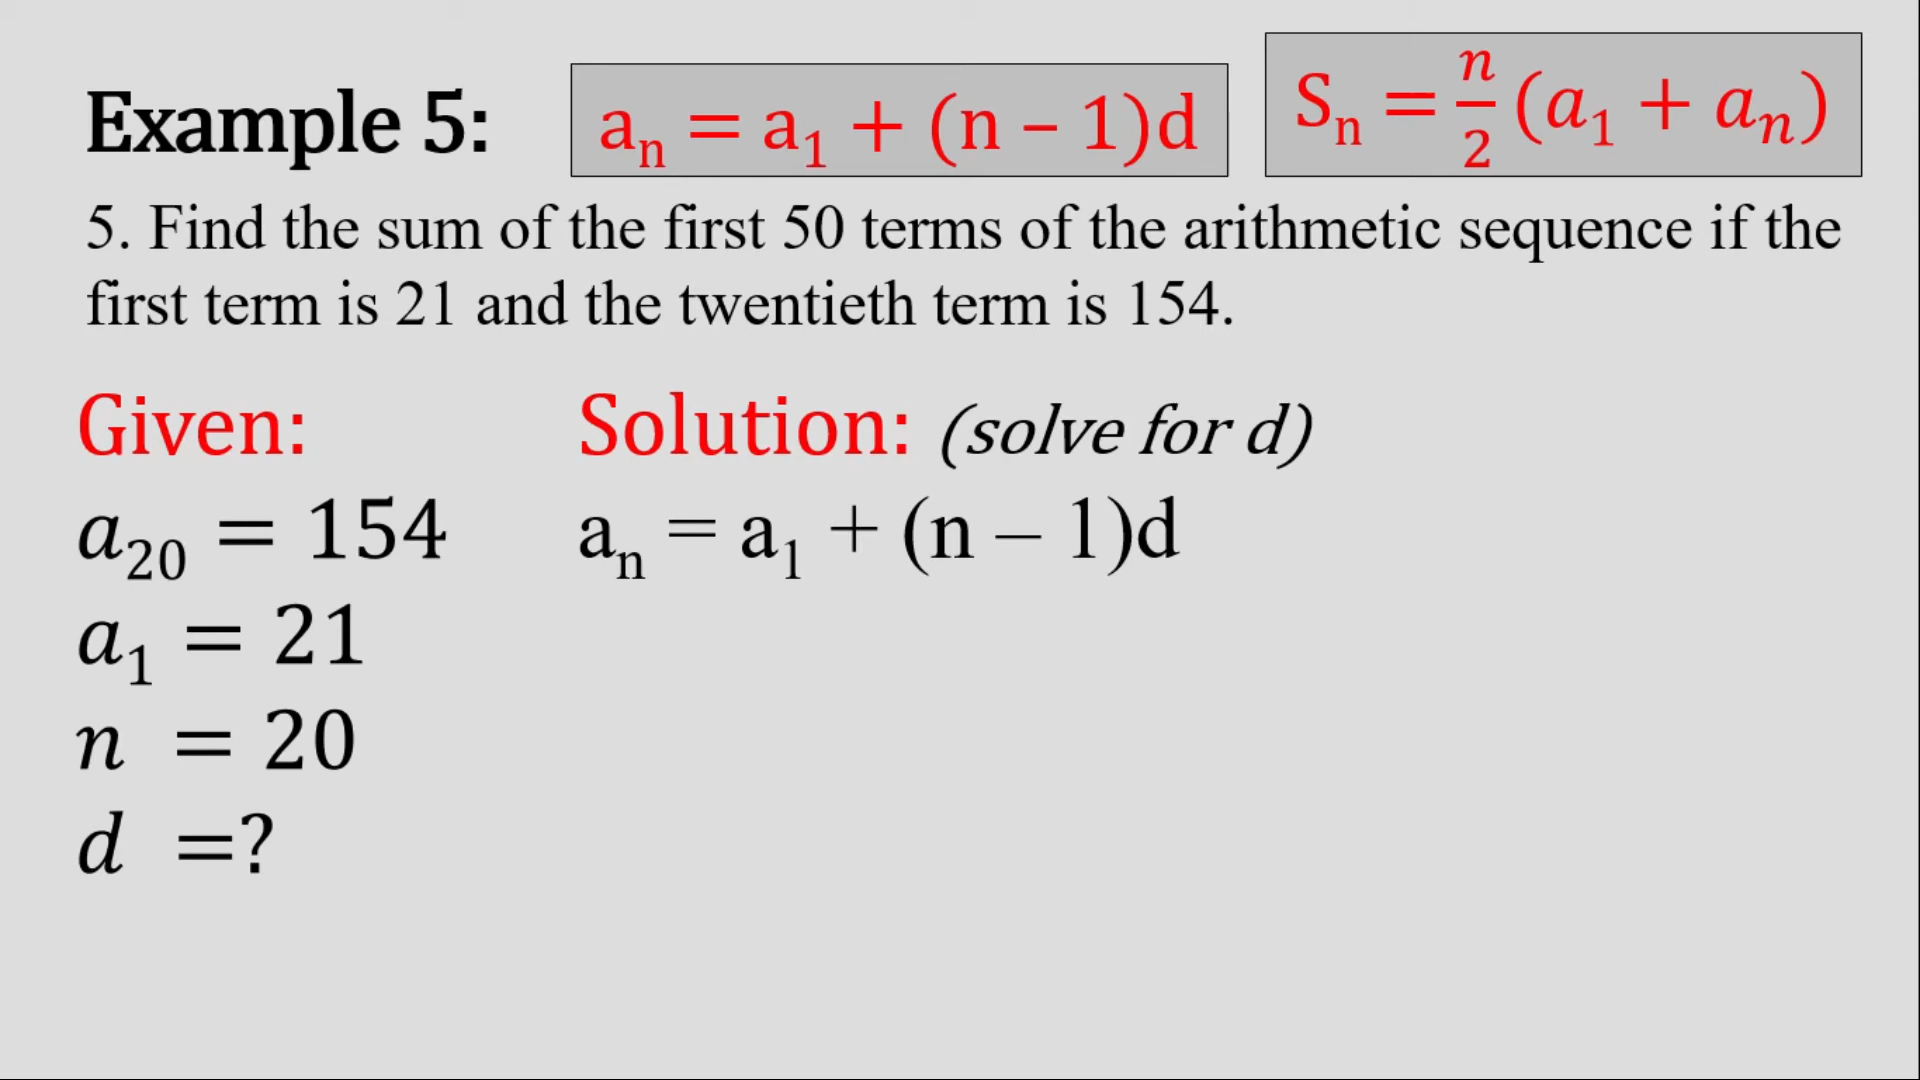 Example 5:
aₙ = a₁ + (n – 1)d
Sₙ = n/2 (a₁ + aₙ)
5. Find the sum of the first 50 terms of the arithmetic sequence if the
first term is 21 and the twentieth term is 154.
Given:
Solution: (solve for d)
a₂₀ = 154
aₙ = a₁ + (n – 1)d
a₁ = 21
n = 20
d =?